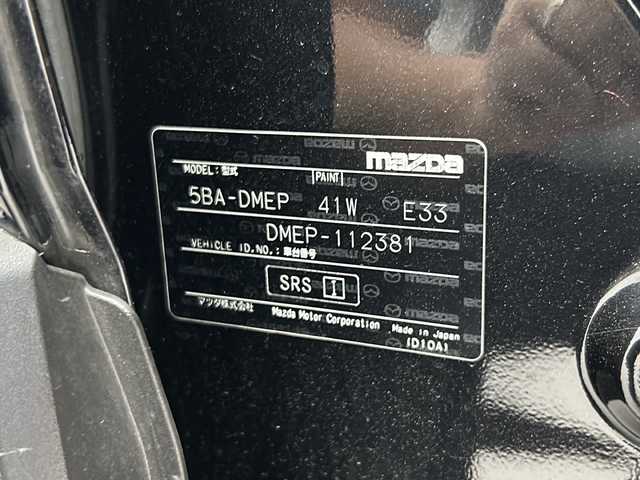 mazda
MODEL:型式
PAINT
5BA-DMEP 41W E33
DMEP-112381
VEHICLE ID.NO.:車台番号
SRS I
マツダ株式会社 Mazda Motor Corporation Made in Japan
(D10A)